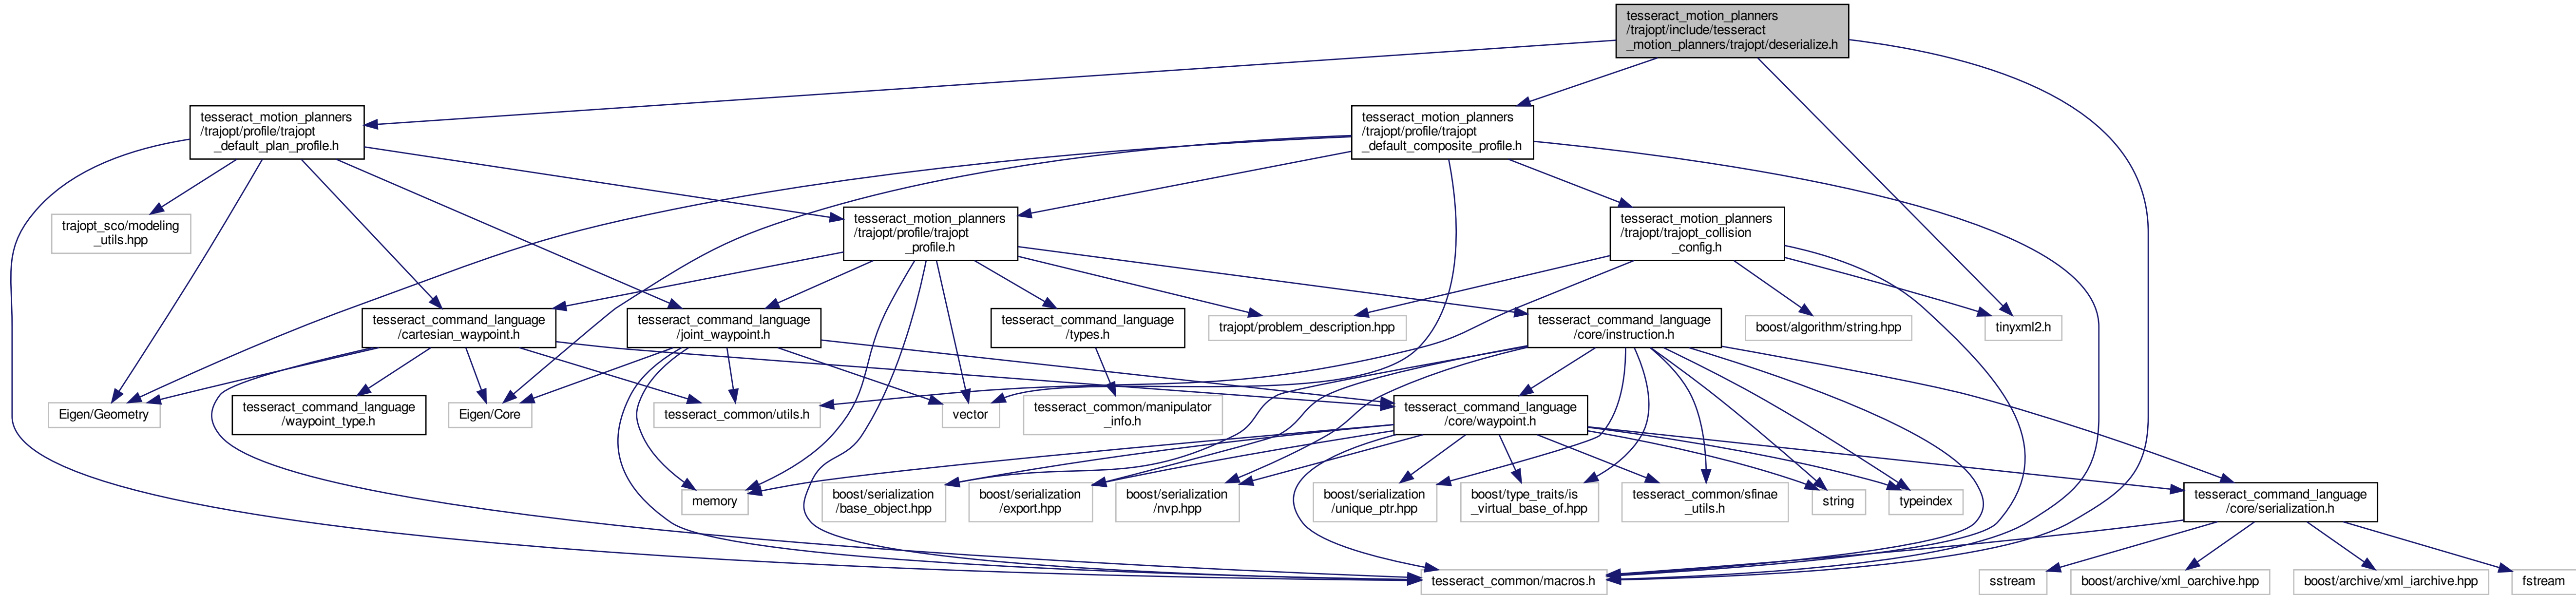 tesseract_motion_planners
/trajopt/include/tesseract
_motion_planners/trajopt/deserialize.h
tesseract_motion_planners
/trajopt/profile/trajopt
_default_plan_profile.h
tesseract_motion_planners
/trajopt/profile/trajopt
_default_composite_profile.h
trajopt_sco/modeling
_utils.hpp
tesseract_motion_planners
/trajopt/profile/trajopt
_profile.h
tesseract_motion_planners
/trajopt/trajopt_collision
_config.h
tesseract_command_language
/cartesian_waypoint.h
tesseract_command_language
/joint_waypoint.h
tesseract_command_language
/types.h
trajopt/problem_description.hpp
tesseract_command_language
/core/instruction.h
boost/algorithm/string.hpp
tinyxml2.h
Eigen/Geometry
tesseract_command_language
/waypoint_type.h
Eigen/Core
tesseract_common/utils.h
vector
tesseract_common/manipulator
_info.h
tesseract_command_language
/core/waypoint.h
memory
boost/serialization
/base_object.hpp
boost/serialization
/export.hpp
boost/serialization
/nvp.hpp
boost/serialization
/unique_ptr.hpp
boost/type_traits/is
_virtual_base_of.hpp
tesseract_common/sfinae
_utils.h
string
typeindex
tesseract_command_language
/core/serialization.h
tesseract_common/macros.h
sstream
boost/archive/xml_oarchive.hpp
boost/archive/xml_iarchive.hpp
fstream